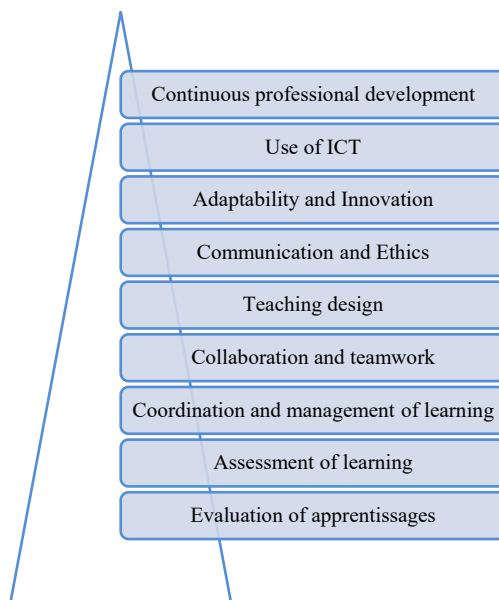 Continuous professional development
Use of ICT
Adaptability and Innovation
Communication and Ethics
Teaching design
Collaboration and teamwork
Coordination and management of learning
Assessment of learning
Evaluation of apprentissages